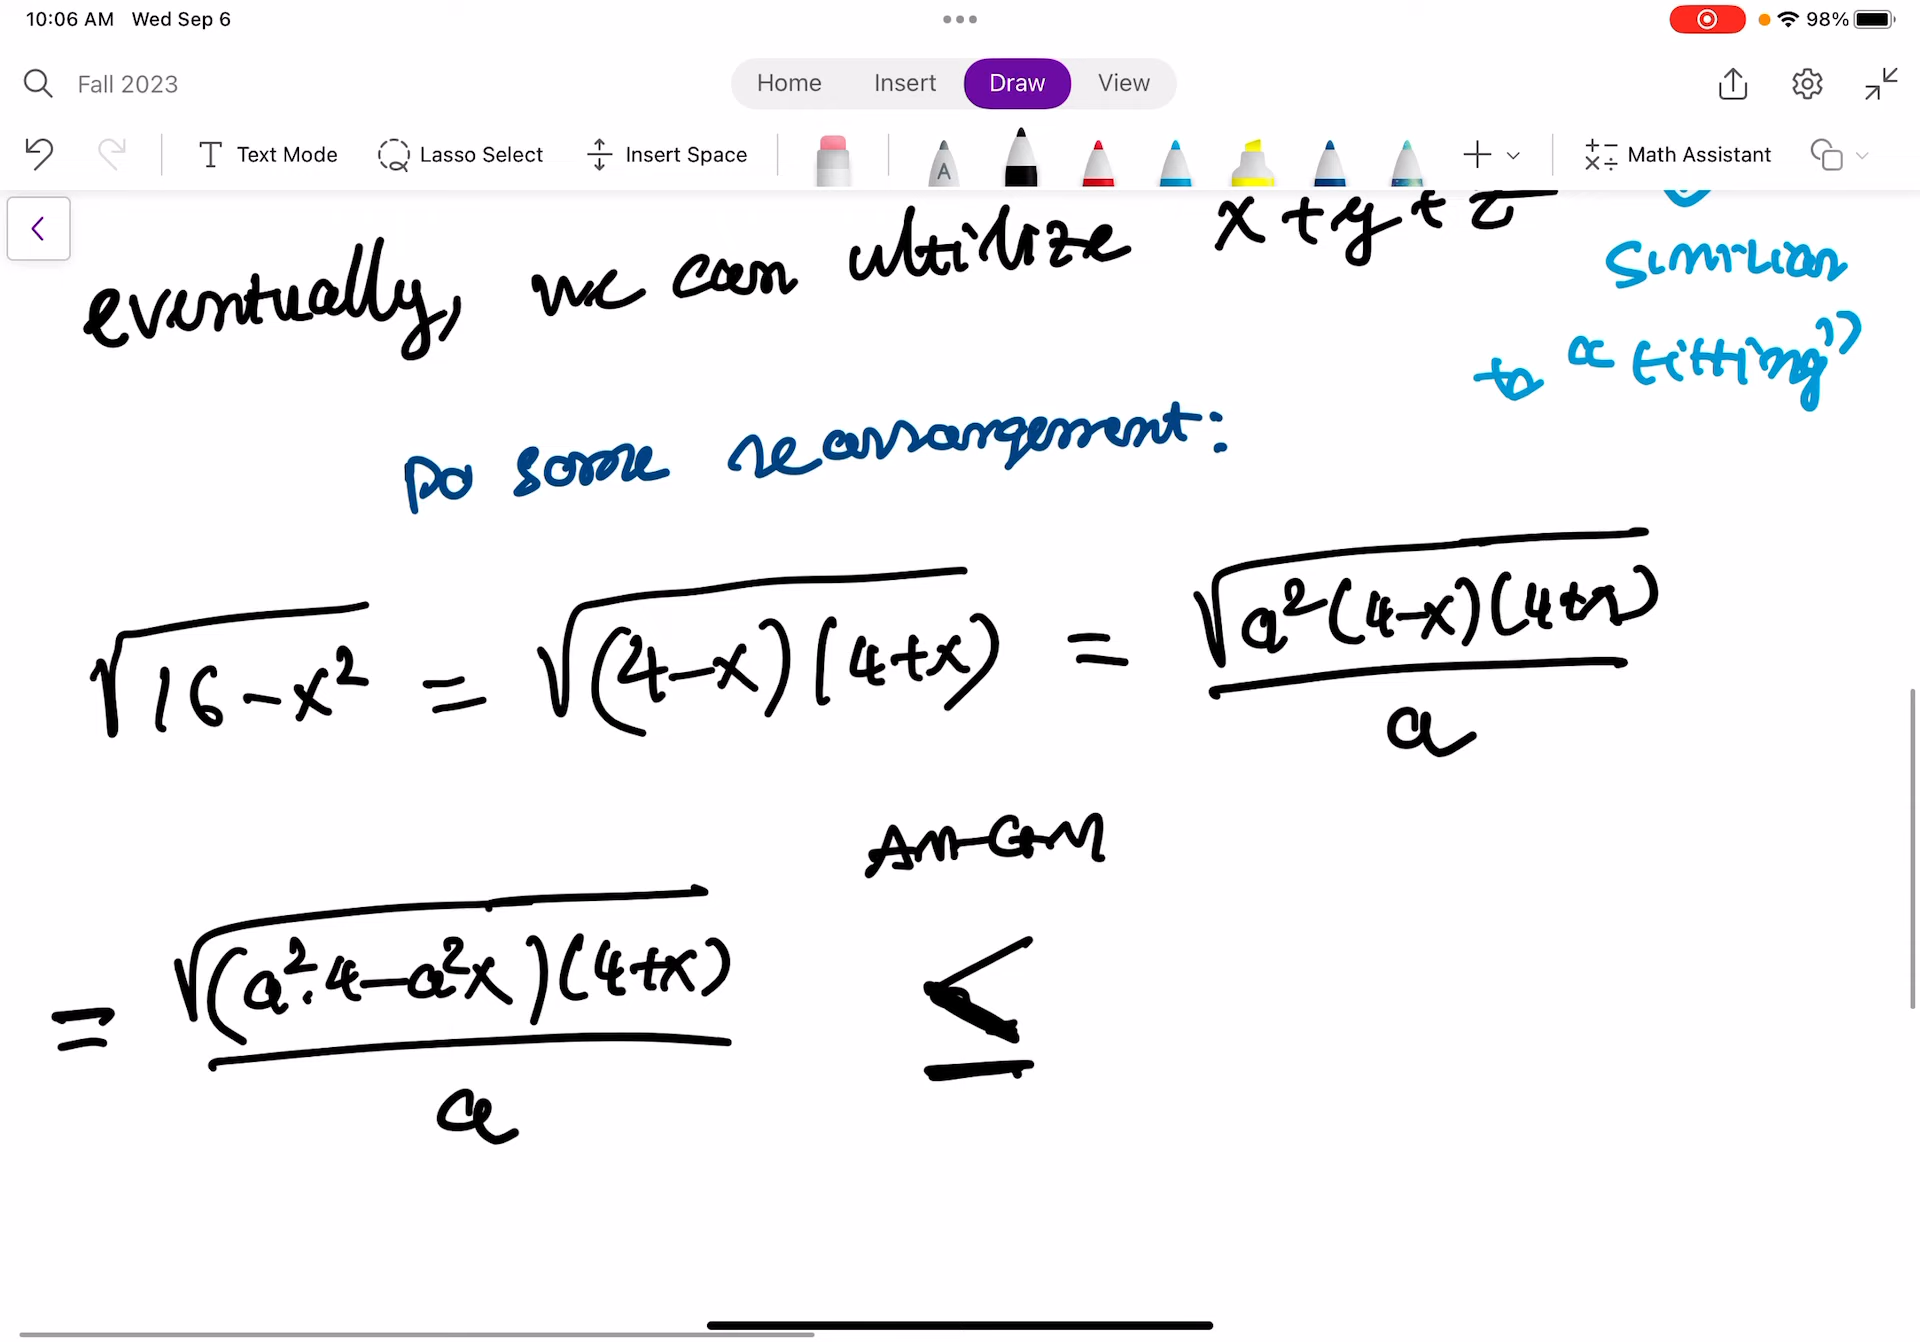 10:06 AM Wed Sep 6 98%
Fall 2023 Home Insert Draw View
T Text Mode Lasso Select Insert Space A Math Assistant
eventually, we can ultilize x + y + z
Similiar
to "fitting"
Do some rearrangement:
√(16-x²) = √((4-x)(4+x)) = √(a²(4-x)(4+x)) / a
AM-GM
= √((a².4-a²x)(4+x)) / a ≤